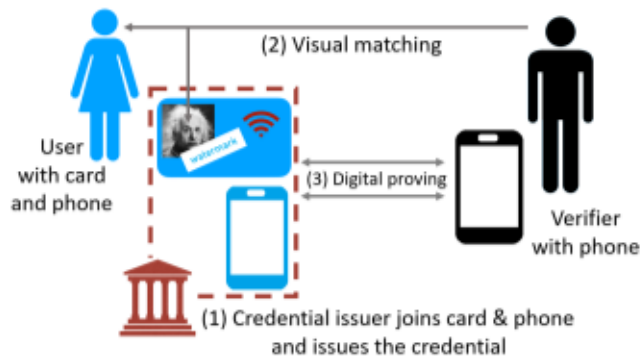 (2) Visual matching
User
with card
and phone
watermark
(3) Digital proving
Verifier
with phone
(1) Credential issuer joins card & phone
and issues the credential